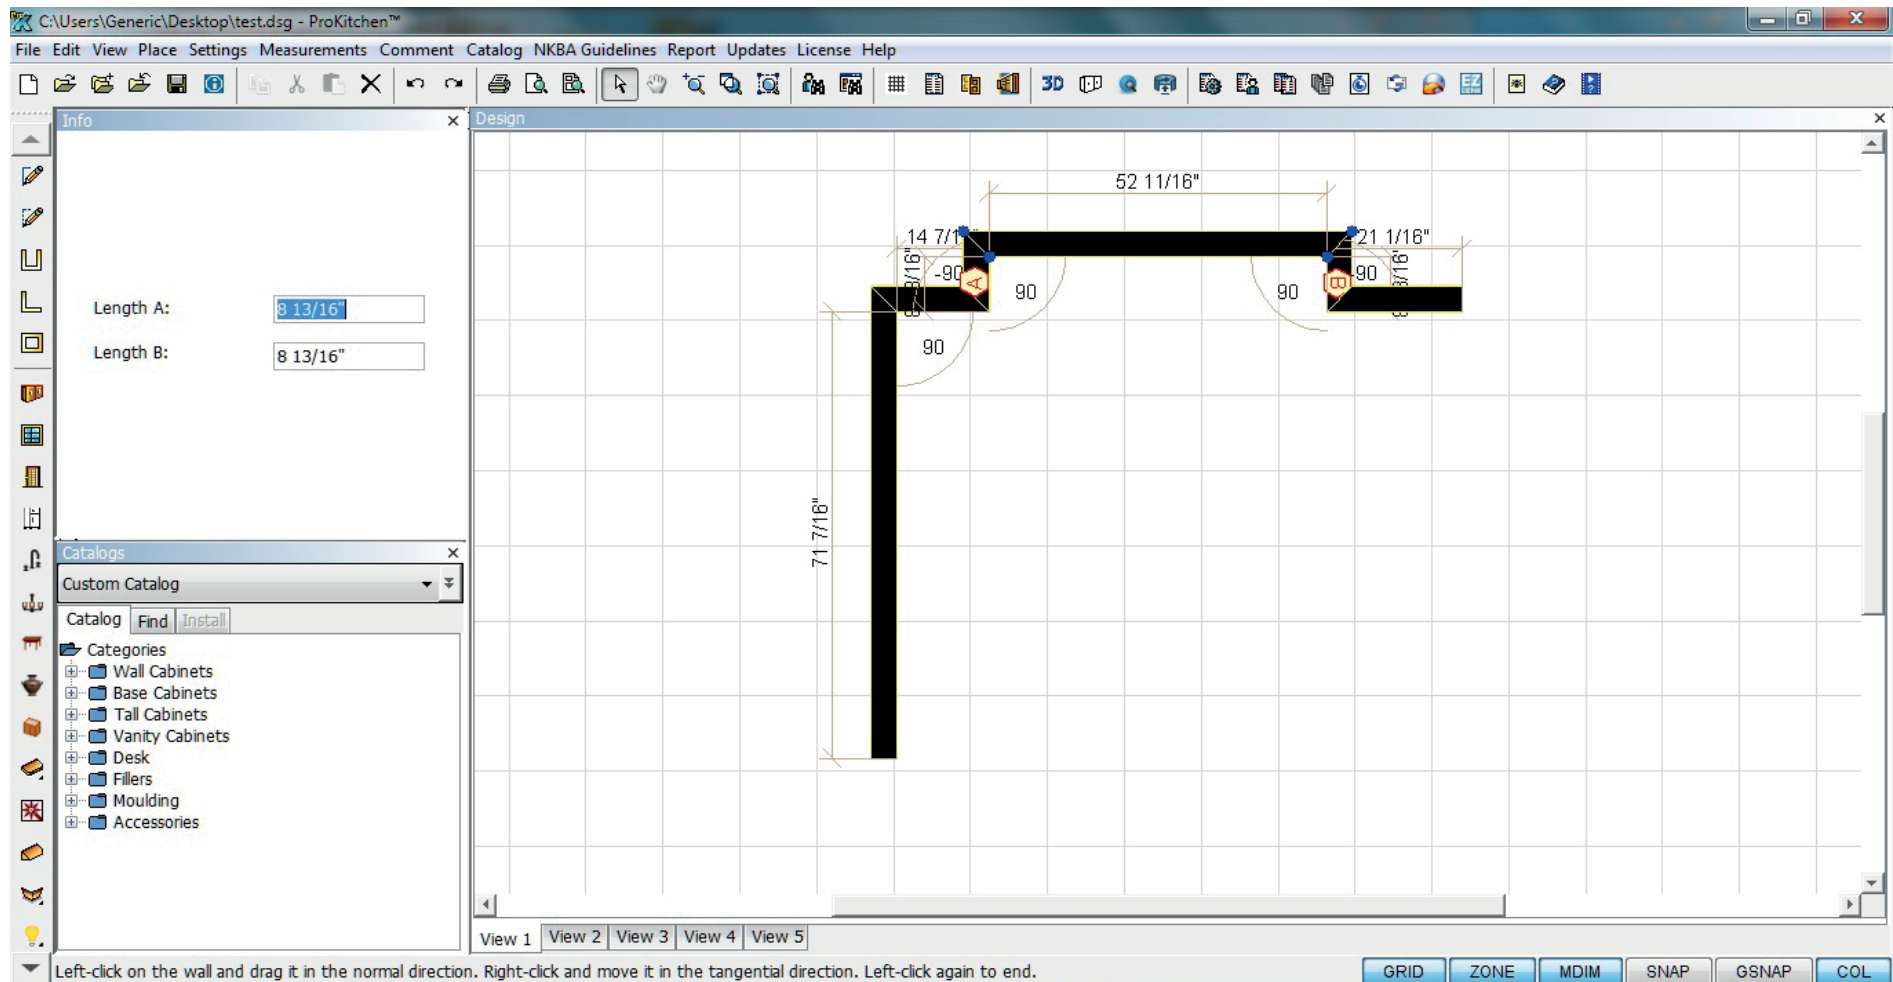 C:\Users\Generic\Desktop\test.dsg - ProKitchen™
File Edit View Place Settings Measurements Comment Catalog NKBA Guidelines Report Updates License Help
3D
Info
Length A: 8 13/16"
Length B: 8 13/16"
Catalogs
Custom Catalog
Catalog Find Install
Categories
Wall Cabinets
Base Cabinets
Tall Cabinets
Vanity Cabinets
Desk
Fillers
Moulding
Accessories
Design
52 11/16"
14 7/1
21 1/16"
-90
A
90
90
B
-90
90
71 7/16"
View 1 View 2 View 3 View 4 View 5
Left-click on the wall and drag it in the normal direction. Right-click and move it in the tangential direction. Left-click again to end.
GRID ZONE MDIM SNAP GSNAP COL